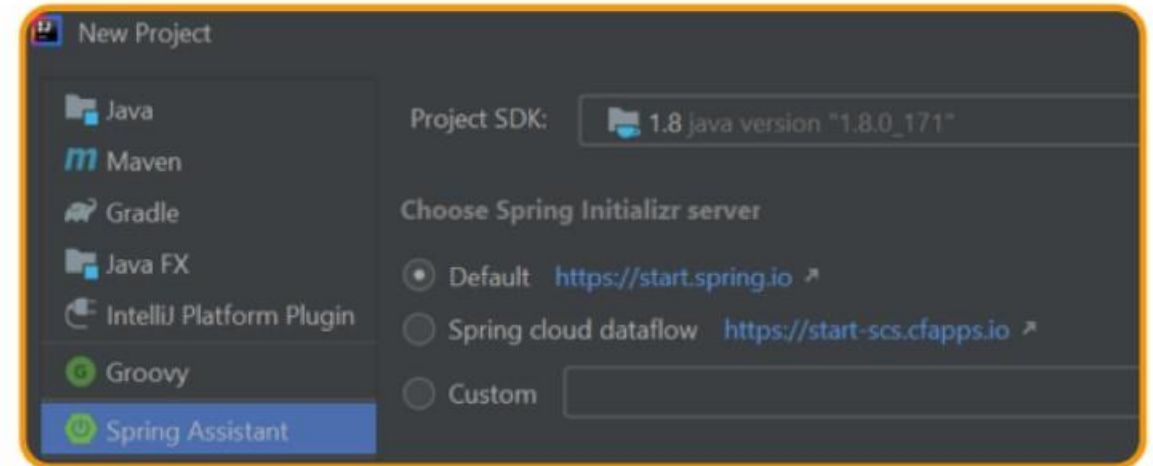 New Project
Java
Maven
Gradle
Java FX
IntelliJ Platform Plugin
Groovy
Spring Assistant
Project SDK: 1.8 java version "1.8.0_171"
Choose Spring Initializr server
Default https://start.spring.io
Spring cloud dataflow https://start-scs.cfapps.io
Custom